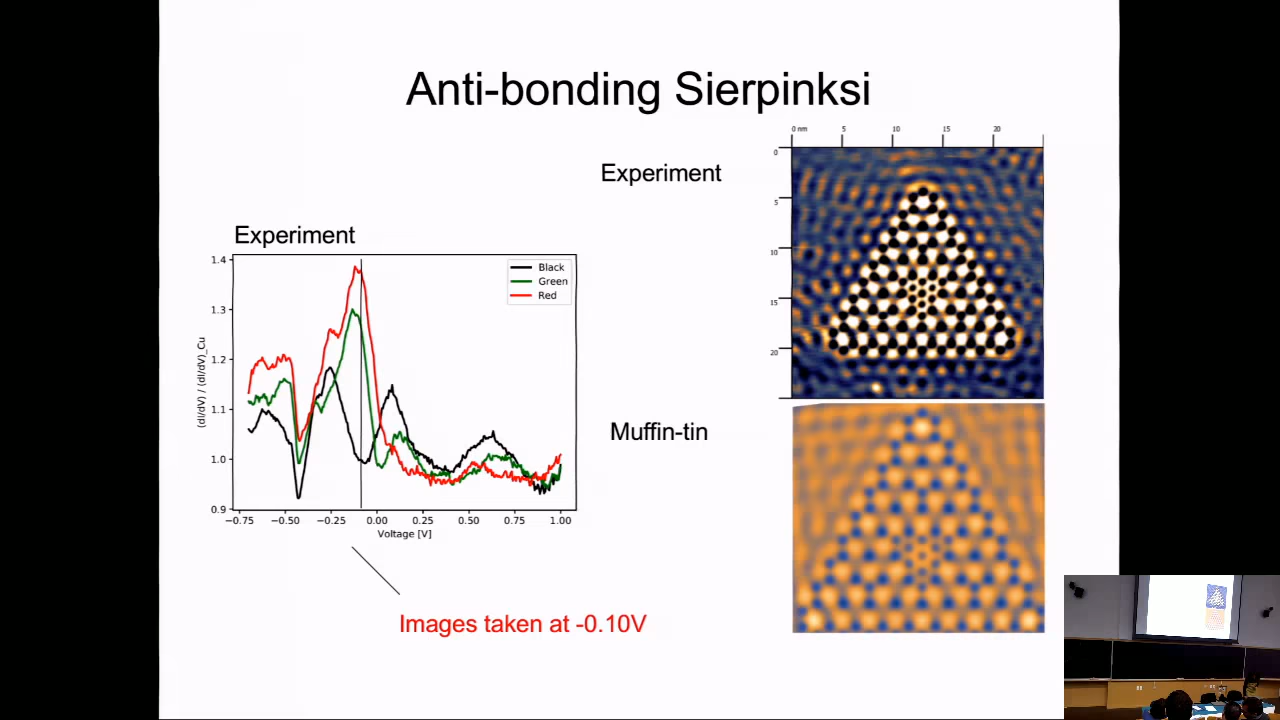 Anti-bonding Sierpinksi
Experiment
0 nm 5 10 15 20
0
5
10
15
20
Experiment
1.4
1.3
1.2
1.1
1.0
0.9
(dI/dV) / (dI/dV)_Cu
Black
Green
Red
−0.75 −0.50 −0.25 0.00 0.25 0.50 0.75 1.00
Voltage [V]
Muffin-tin
Images taken at -0.10V